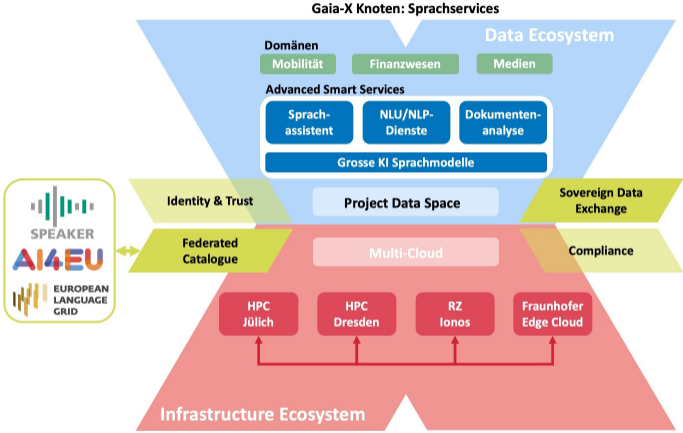 Gaia-X Knoten: Sprachservices
Data Ecosystem
Domänen
Mobilität
Finanzwesen
Medien
Advanced Smart Services
Sprach-
assistent
NLU/NLP-
Dienste
Dokumenten-
analyse
Grosse KI Sprachmodelle
Identity & Trust
Project Data Space
Sovereign Data
Exchange
SPEAKER
AI4EU
EUROPEAN
LANGUAGE
GRID
Federated
Catalogue
Multi-Cloud
Compliance
HPC
Jülich
HPC
Dresden
RZ
Ionos
Fraunhofer
Edge Cloud
Infrastructure Ecosystem